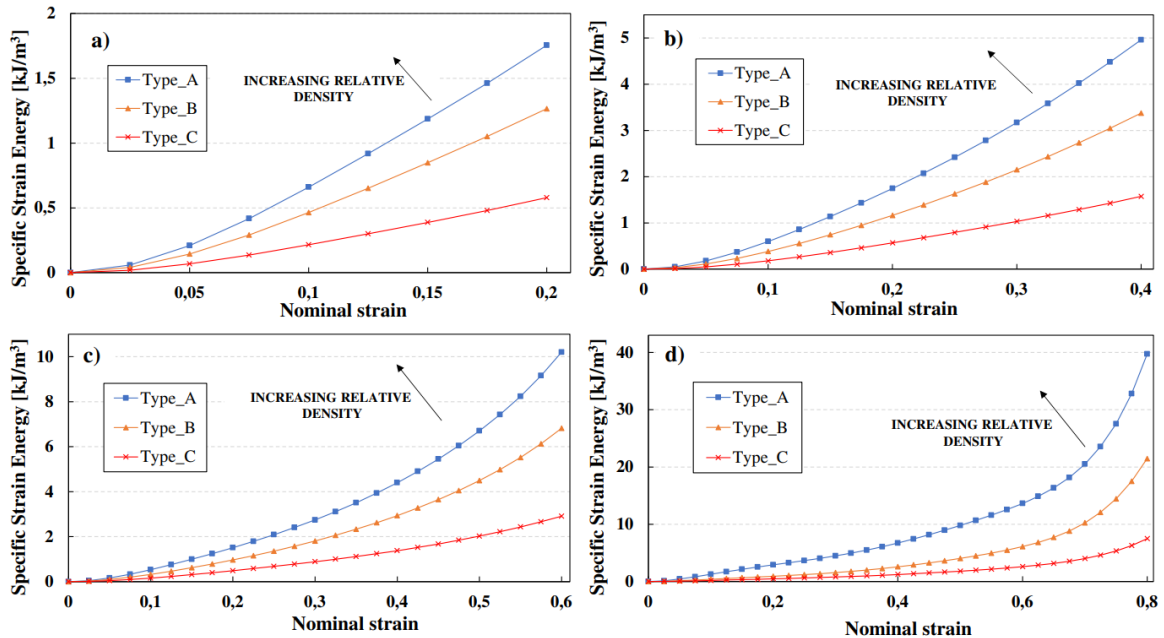 a)
Specific Strain Energy [kJ/m³]
2
1,5
1
0,5
0
Type_A
Type_B
Type_C
INCREASING RELATIVE
DENSITY
0 0,05 0,1 0,15 0,2
Nominal strain
b)
Specific Strain Energy [kJ/m³]
5
4
3
2
1
0
Type_A
Type_B
Type_C
INCREASING RELATIVE
DENSITY
0 0,1 0,2 0,3 0,4
Nominal strain
c)
Specific Strain Energy [kJ/m³]
10
8
6
4
2
0
Type_A
Type_B
Type_C
INCREASING RELATIVE
DENSITY
0 0,1 0,2 0,3 0,4 0,5 0,6
Nominal strain
d)
Specific Strain Energy [kJ/m³]
40
30
20
10
0
Type_A
Type_B
Type_C
INCREASING RELATIVE
DENSITY
0 0,2 0,4 0,6 0,8
Nominal strain